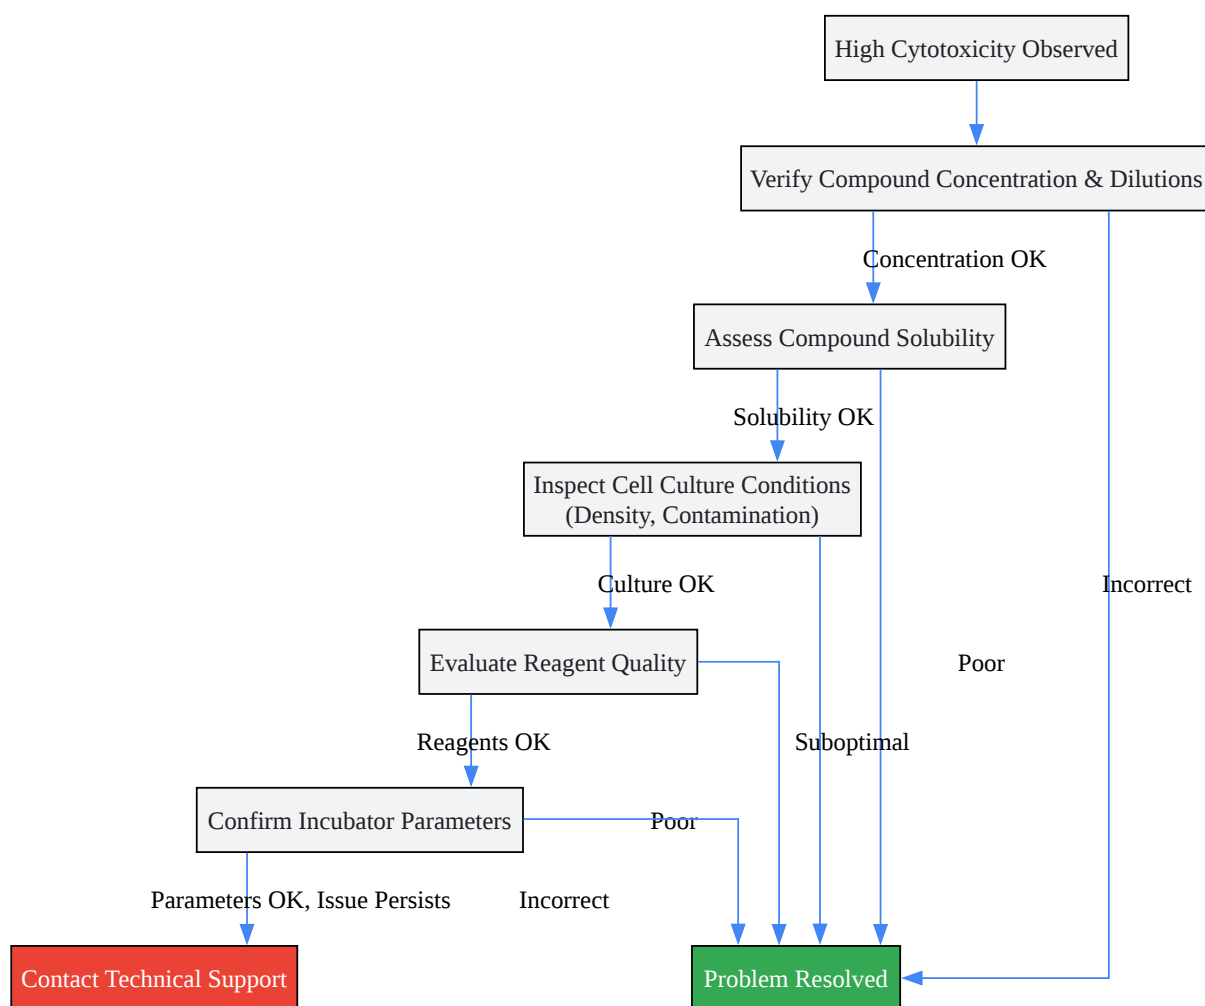 High Cytotoxicity Observed
Verify Compound Concentration & Dilutions
Concentration OK
Assess Compound Solubility
Solubility OK
Inspect Cell Culture Conditions
(Density, Contamination)
Culture OK
Incorrect
Evaluate Reagent Quality
Poor
Reagents OK
Suboptimal
Confirm Incubator Parameters
Poor
Parameters OK, Issue Persists
Incorrect
Contact Technical Support
Problem Resolved